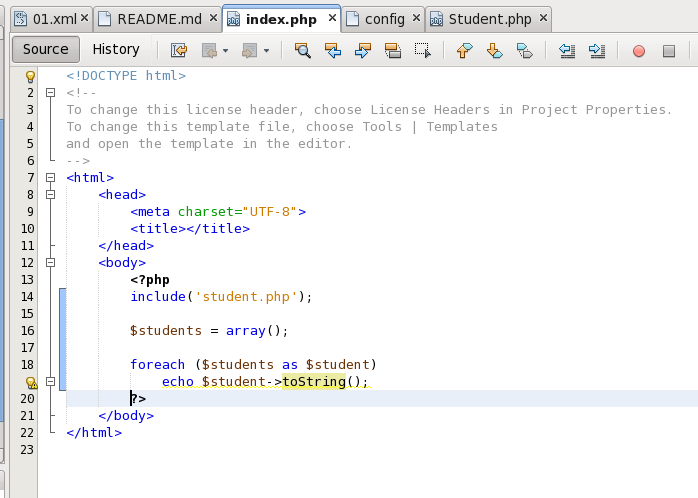 01.xml README.md index.php config Student.php
Source History
<!DOCTYPE html>
2 <!--
3 To change this license header, choose License Headers in Project Properties.
4 To change this template file, choose Tools | Templates
5 and open the template in the editor.
6 -->
7 <html>
8 <head>
9 <meta charset="UTF-8">
10 <title></title>
11 </head>
12 <body>
13 <?php
14 include('student.php');
15
16 $students = array();
17
18 foreach ($students as $student)
echo $student->toString();
20 ?>
21 </body>
22 </html>
23